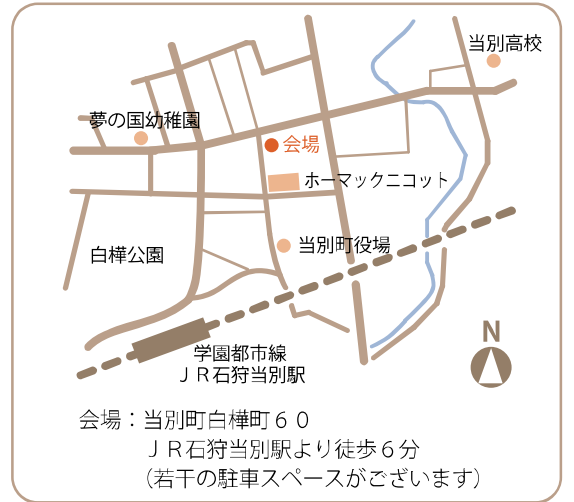 当別高校
夢の国幼稚園
会場
ホーマックニコット
当別町役場
白樺公園
学園都市線
ＪＲ石狩当別駅
N
会場：当別町白樺町６０
ＪＲ石狩当別駅より徒歩６分
（若干の駐車スペースがございます）